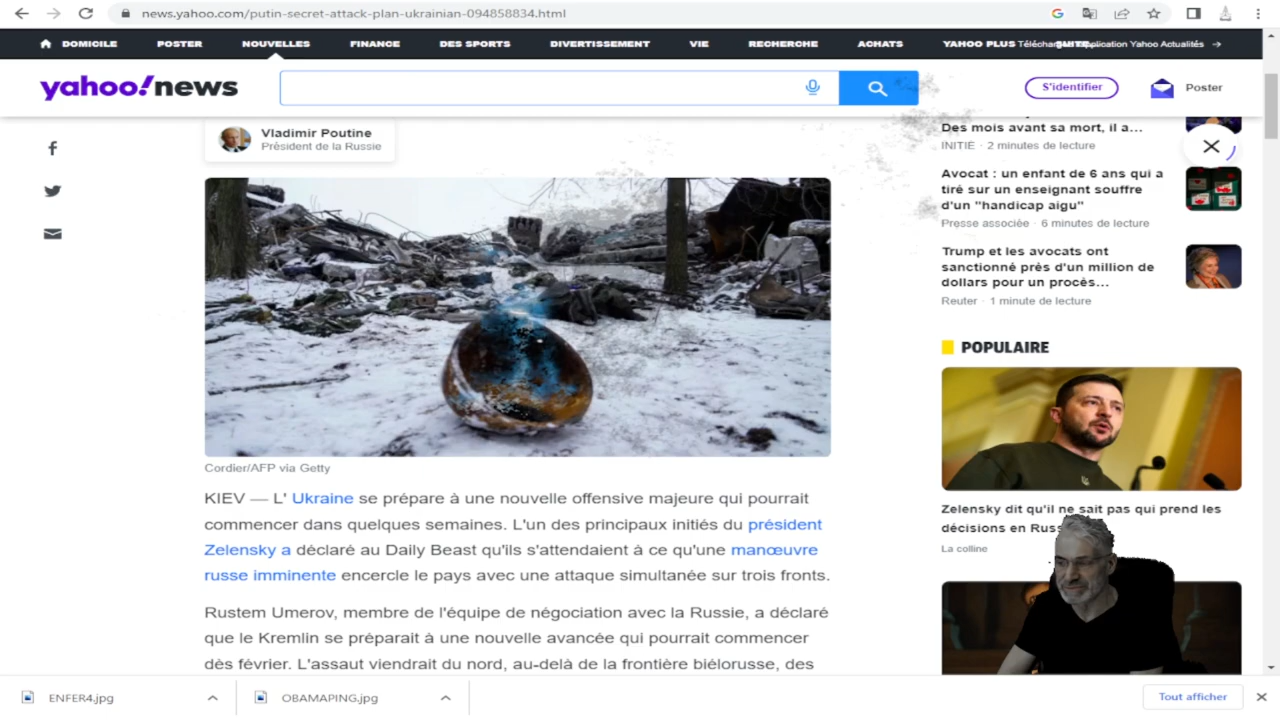 news.yahoo.com/putin-secret-attack-plan-ukrainian-094858834.html
DOMICILE POSTER NOUVELLES FINANCE DES SPORTS DIVERTISSEMENT VIE RECHERCHE ACHATS YAHOO PLUS
Yahoo Actualités →
yahoo!news
S'identifier
Poster
Vladimir Poutine
Président de la Russie
Cordier/AFP via Getty
KIEV — L' Ukraine se prépare à une nouvelle offensive majeure qui pourrait
commencer dans quelques semaines. L'un des principaux initiés du président
Zelensky a déclaré au Daily Beast qu'ils s'attendaient à ce qu'une manœuvre
russe imminente encercle le pays avec une attaque simultanée sur trois fronts.
Rustem Umerov, membre de l'équipe de négociation avec la Russie, a déclaré
que le Kremlin se préparait à une nouvelle avancée qui pourrait commencer
dès février. L'assaut viendrait du nord, au-delà de la frontière biélorusse, des
Des mois avant sa mort, il a...
INITIÉ · 2 minutes de lecture
Avocat : un enfant de 6 ans qui a
tiré sur un enseignant souffre
d'un "handicap aigu"
Presse associée · 6 minutes de lecture
Trump et les avocats ont
sanctionné près d'un million de
dollars pour un procès...
Reuter · 1 minute de lecture
POPULAIRE
Zelensky dit qu'il ne sait pas qui prend les
décisions en Rus
La colline
ENFER4.jpg
OBAMAPING.jpg
Tout afficher